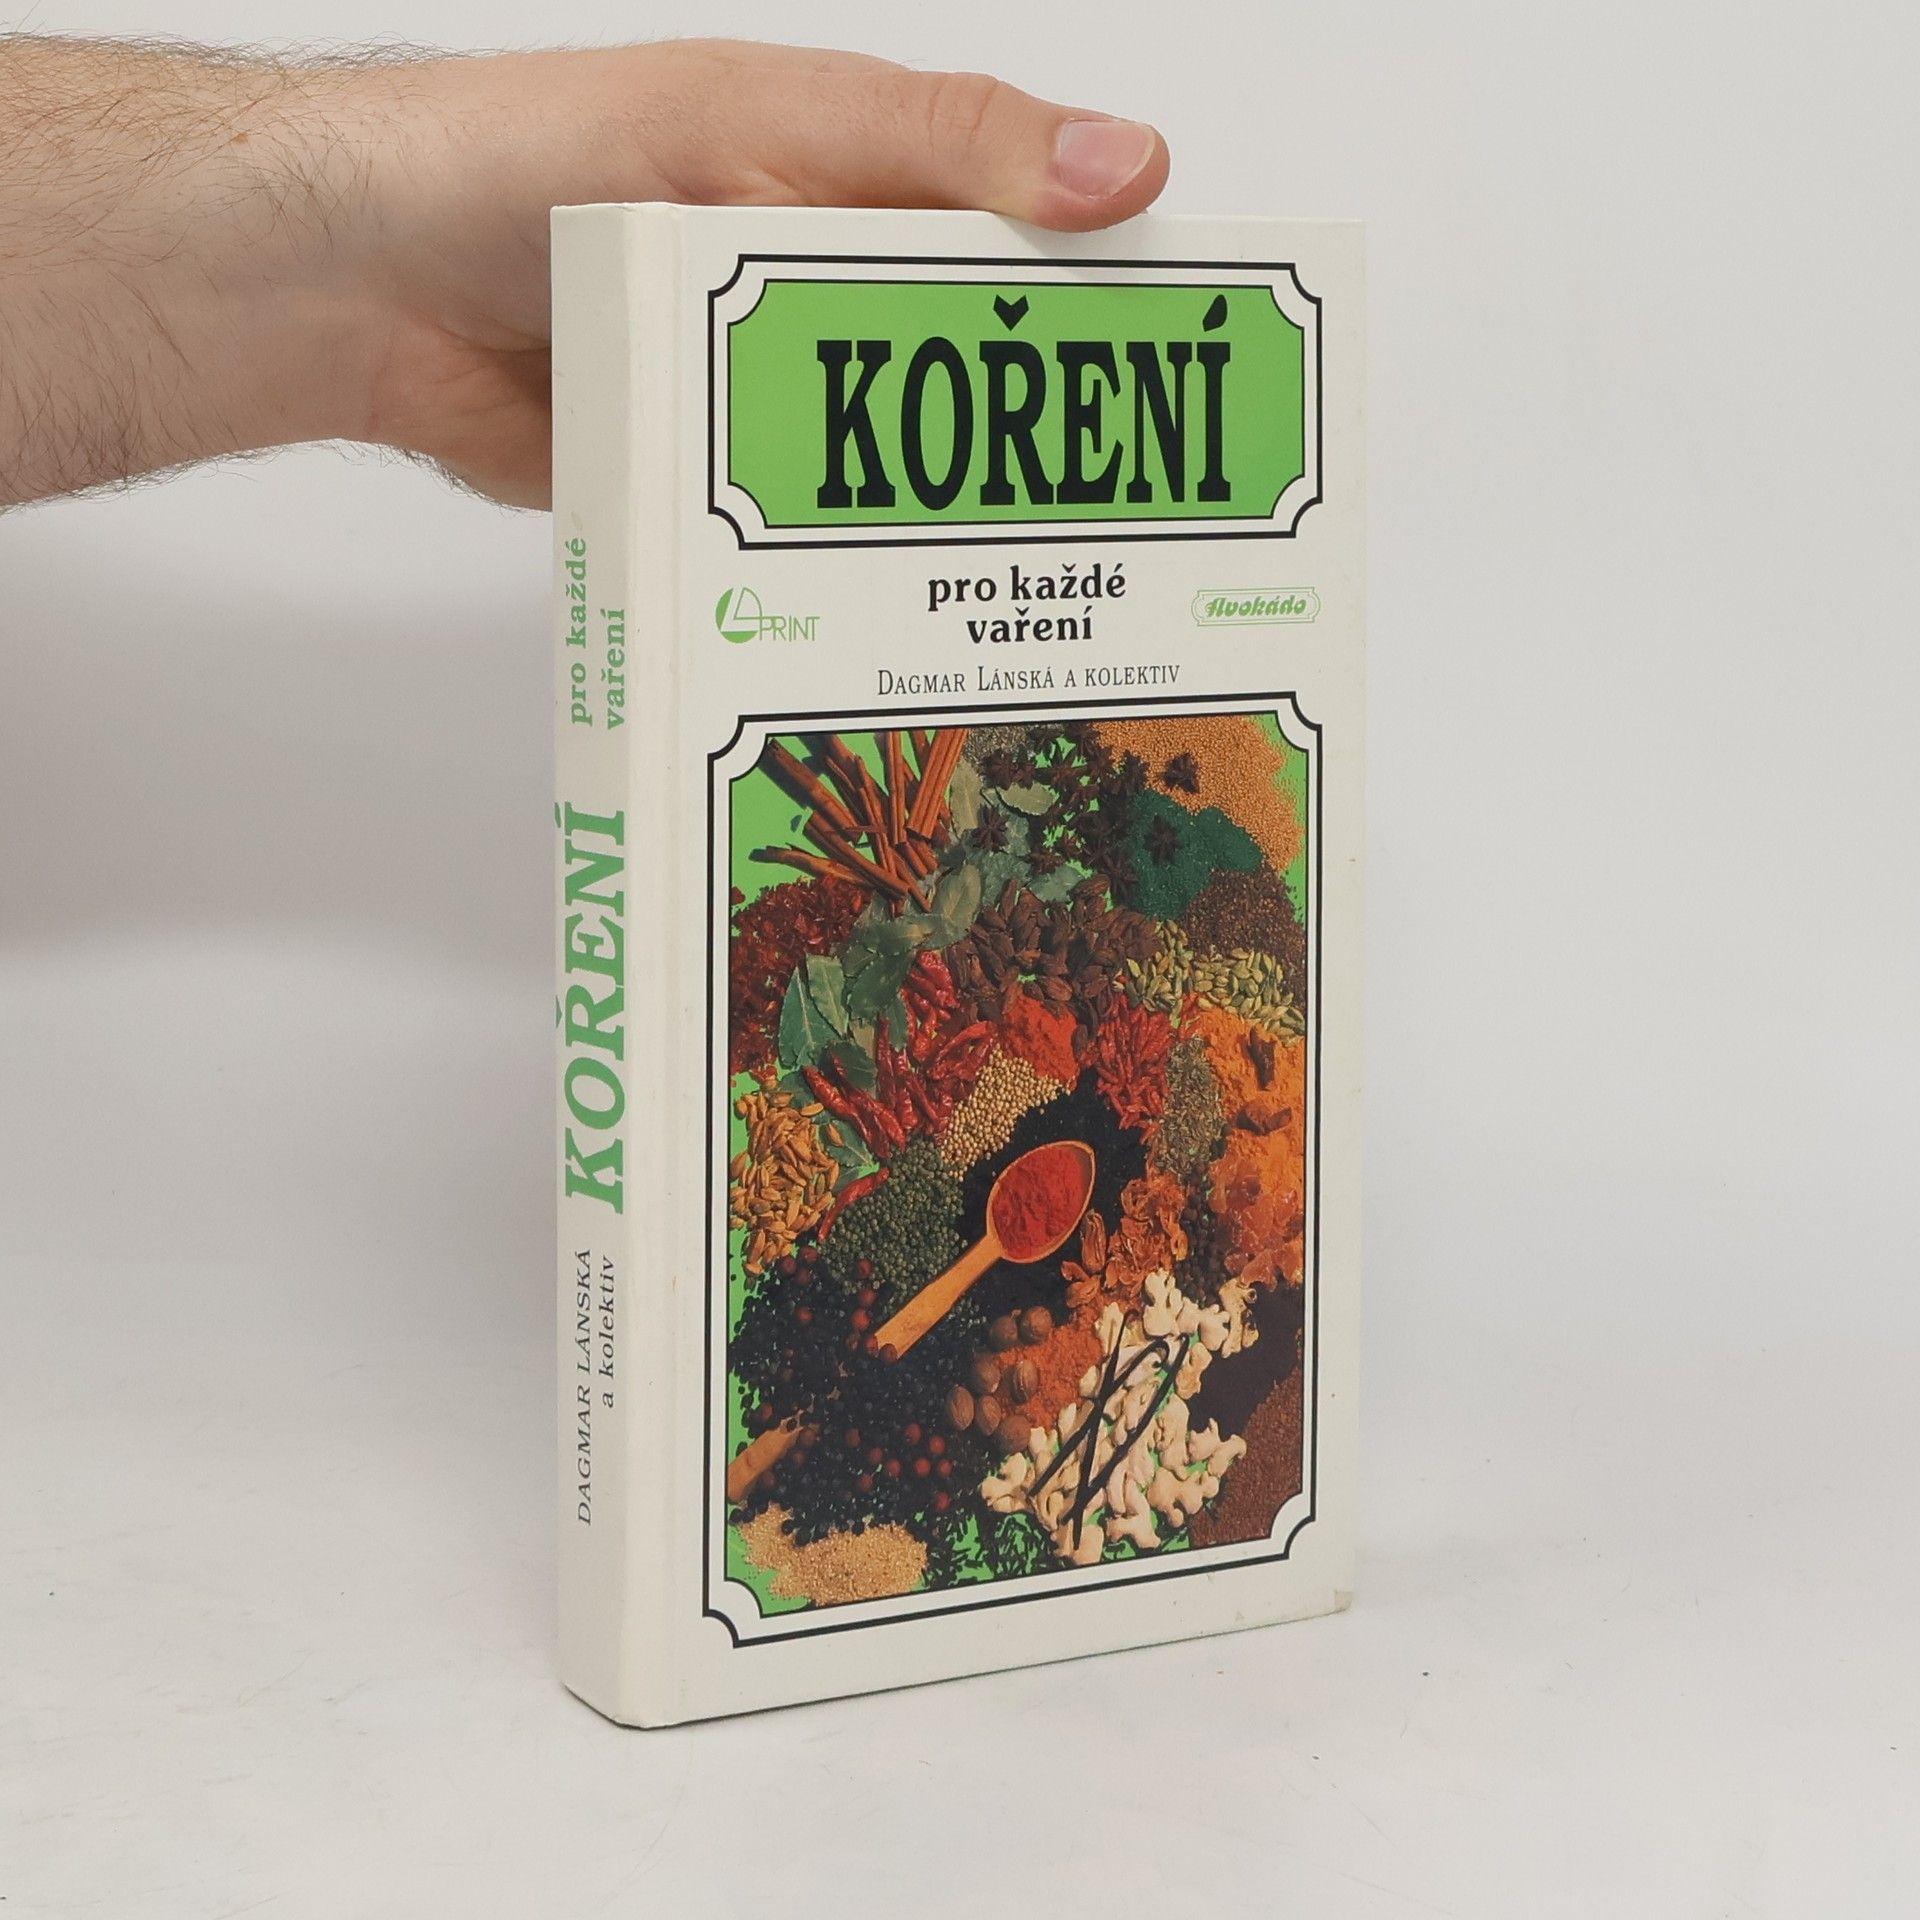 KOŘENÍ
pro každé
vaření
PRINT
Avokádo
DAGMAR LÁNSKÁ A KOLEKTIV
DAGMAR LÁNSKÁ
a kolektiv
KOŘENÍ
pro každé
vaření